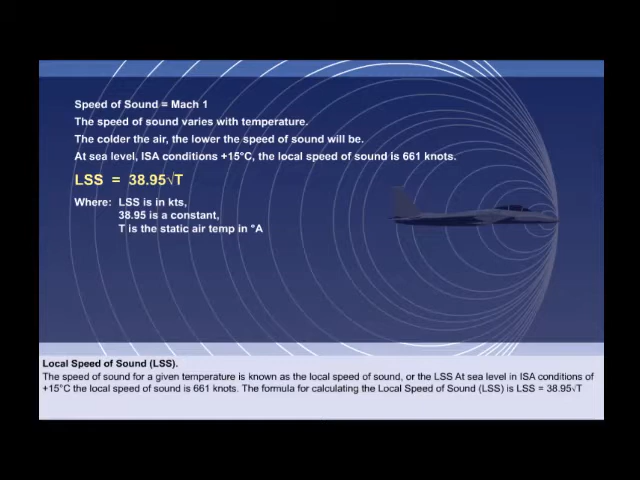 Speed of Sound = Mach 1
The speed of sound varies with temperature.
The colder the air, the lower the speed of sound will be.
At sea level, ISA conditions +15°C, the local speed of sound is 661 knots.
LSS = 38.95√T
Where: LSS is in kts,
38.95 is a constant,
T is the static air temp in °A
Local Speed of Sound (LSS).
The speed of sound for a given temperature is known as the local speed of sound, or the LSS At sea level in ISA conditions of
+15°C the local speed of sound is 661 knots. The formula for calculating the Local Speed of Sound (LSS) is LSS = 38.95√T